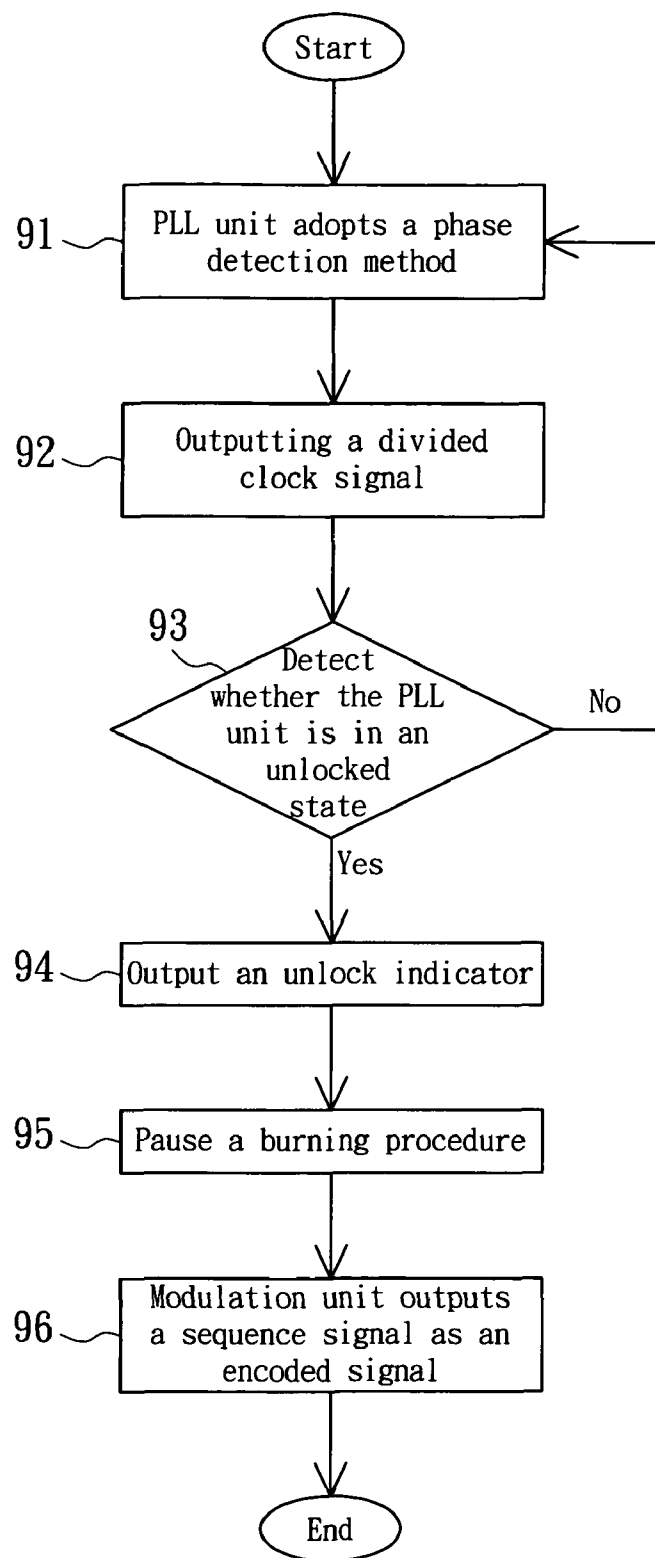 Start
91
PLL unit adopts a phase
detection method
92
Outputting a divided
clock signal
93
Detect
whether the PLL
unit is in an
unlocked
state
No
Yes
94
Output an unlock indicator
95
Pause a burning procedure
96
Modulation unit outputs
a sequence signal as an
encoded signal
End